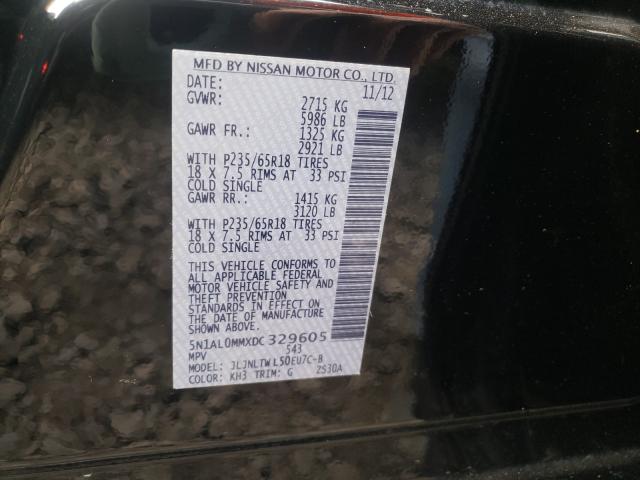 MFD BY NISSAN MOTOR CO., LTD.
DATE: 11/12
GVWR: 2715 KG
5986 LB
GAWR FR.: 1325 KG
2921 LB
WITH P235/65R18 TIRES
18 X 7.5 RIMS AT 33 PSI
COLD SINGLE
GAWR RR.: 1415 KG
3120 LB
WITH P235/65R18 TIRES
18 X 7.5 RIMS AT 33 PSI
COLD SINGLE
THIS VEHICLE CONFORMS TO
ALL APPLICABLE FEDERAL
MOTOR VEHICLE SAFETY AND
THEFT PREVENTION
STANDARDS IN EFFECT ON
THE DATE OF MANUFACTURE
SHOWN ABOVE.
5N1AL0MMXDC 329605
MPV 543
MODEL: JLJNLTWL50EU7C-B
COLOR: KH3 TRIM: G ZS30A